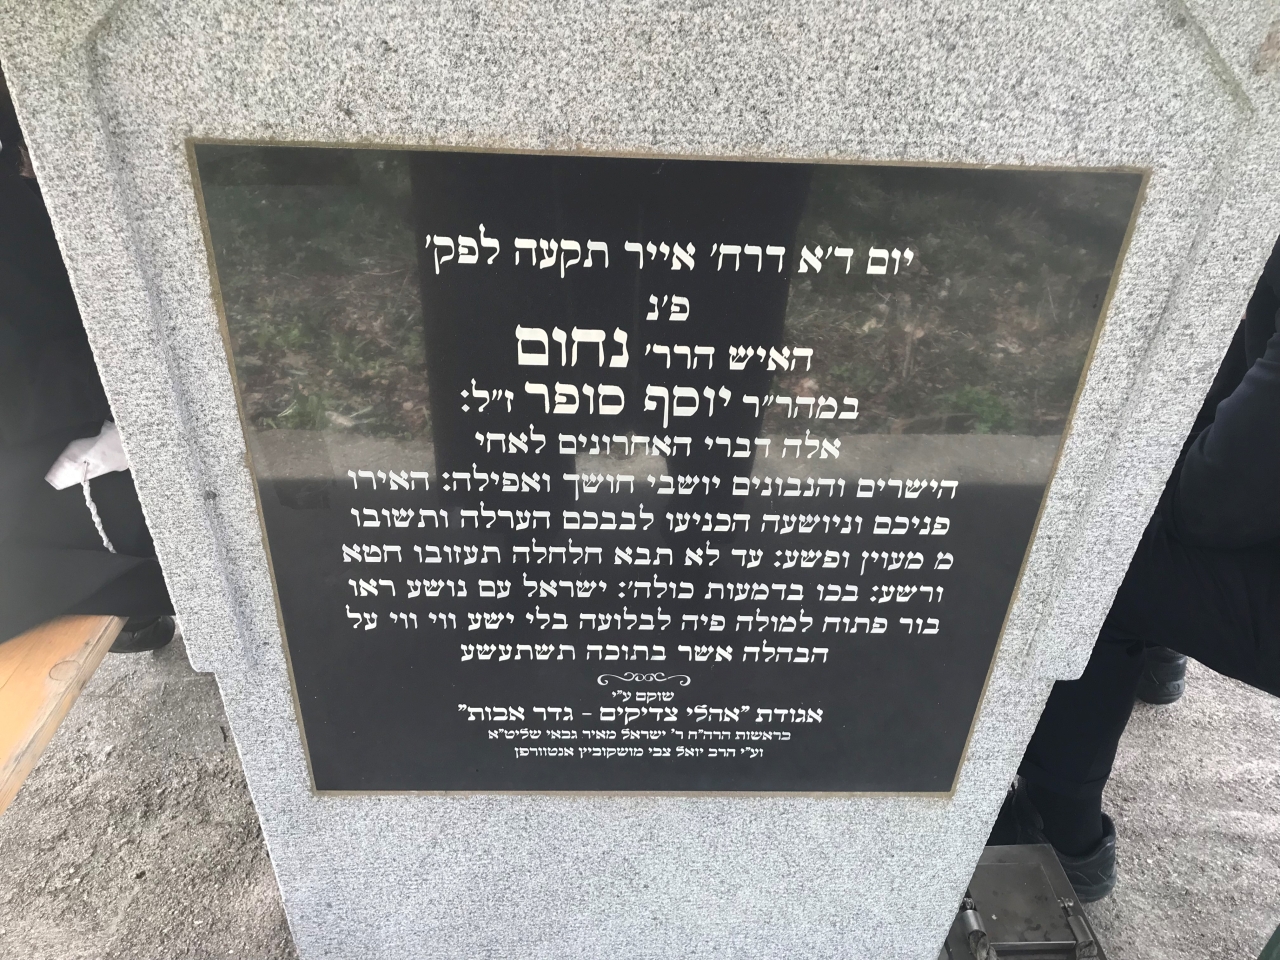 יום ד׳א דרח׳ אייר תקעה לפק׳
פ׳נ
האיש הרר׳ נחום
במהר״ר יוסף סופר ז״ל:
אלה דברי האחרונים לאחי
הישרים והנבונים יושבי חושך ואפילה: האירו
פניכם וניושעה הכניעו לבבכם הערלה ותשובו
מ מעוין ופשע: עד לא תבא חלחלה תעזובו חטא
ורשע: בכו בדמעות כולה׳: ישראל עם נושע ראו
בור פתוח למולה פיה לבלועה בלי ישע ווי ווי על
הבהלה אשר בתוכה תשתעשע
שוקם ע״י
אגודת ״אהלי צדיקים - גדר אבות״
בראשות הרה״ח ר׳ ישראל מאיר גבאי שליט״א
וע״י הרב יואל צבי מושקוביץ אנטוורפן